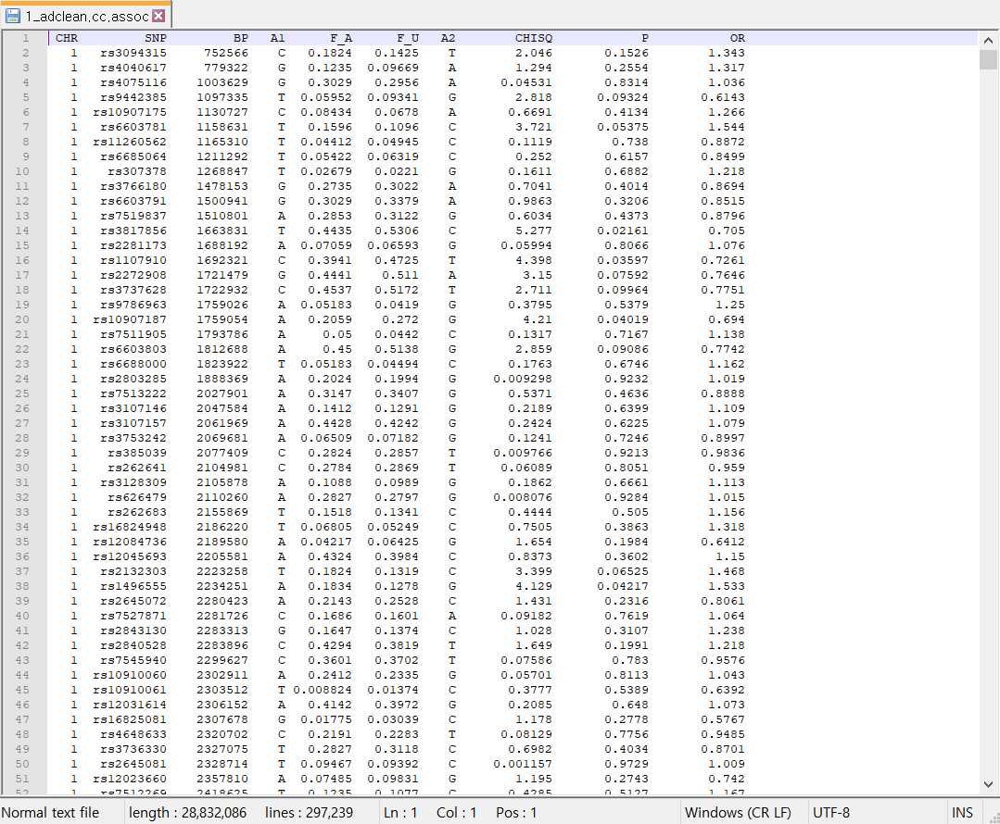 1_adclean.cc.assoc
1 CHR SNP BP A1 F_A F_U A2 CHISQ P OR
2 1 rs3094315 752566 C 0.1824 0.1425 T 2.046 0.1526 1.343
3 1 rs4040617 779322 G 0.1235 0.09669 A 1.294 0.2554 1.317
4 1 rs4075116 1003629 G 0.3029 0.2956 A 0.04531 0.8314 1.036
5 1 rs9442385 1097335 T 0.05952 0.09341 G 2.818 0.09324 0.6143
6 1 rs10907175 1130727 C 0.08434 0.0678 A 0.6691 0.4134 1.266
7 1 rs6603781 1158631 T 0.1596 0.1096 C 3.721 0.05375 1.544
8 1 rs11260562 1165310 T 0.04412 0.04945 C 0.1119 0.738 0.8872
9 1 rs6685064 1211292 T 0.05422 0.06319 C 0.252 0.6157 0.8499
10 1 rs307378 1268847 T 0.02679 0.0221 G 0.1611 0.6882 1.218
11 1 rs3766180 1478153 G 0.2735 0.3022 A 0.7041 0.4014 0.8694
12 1 rs6603791 1500941 G 0.3029 0.3379 A 0.9863 0.3206 0.8515
13 1 rs7519837 1510801 A 0.2853 0.3122 G 0.6034 0.4373 0.8796
14 1 rs3817856 1663831 T 0.4435 0.5306 C 5.277 0.02161 0.705
15 1 rs2281173 1688192 A 0.07059 0.06593 G 0.05994 0.8066 1.076
16 1 rs1107910 1692321 C 0.3941 0.4725 T 4.398 0.03597 0.7261
17 1 rs2272908 1721479 G 0.4441 0.511 A 3.15 0.07592 0.7646
18 1 rs3737628 1722932 C 0.4537 0.5172 T 2.711 0.09964 0.7751
19 1 rs9786963 1759026 A 0.05183 0.0419 G 0.3795 0.5379 1.25
20 1 rs10907187 1759054 A 0.2059 0.272 G 4.21 0.04019 0.694
21 1 rs7511905 1793786 A 0.05 0.0442 C 0.1317 0.7167 1.138
22 1 rs6603803 1812688 A 0.45 0.5138 G 2.859 0.09086 0.7742
23 1 rs6688000 1823922 T 0.05183 0.04494 C 0.1763 0.6746 1.162
24 1 rs2803285 1888369 A 0.2024 0.1994 G 0.009298 0.9232 1.019
25 1 rs7513222 2027901 A 0.3147 0.3407 G 0.5371 0.4636 0.8888
26 1 rs3107146 2047584 A 0.1412 0.1291 G 0.2189 0.6399 1.109
27 1 rs3107157 2061969 A 0.4428 0.4242 G 0.2424 0.6225 1.079
28 1 rs3753242 2069681 A 0.06509 0.07182 G 0.1241 0.7246 0.8997
29 1 rs385039 2077409 C 0.2824 0.2857 T 0.009766 0.9213 0.9836
30 1 rs262641 2104981 C 0.2784 0.2869 T 0.06089 0.8051 0.959
31 1 rs3128309 2105878 A 0.1088 0.0989 G 0.1862 0.6661 1.113
32 1 rs626479 2110260 A 0.2827 0.2797 G 0.008076 0.9284 1.015
33 1 rs262683 2155869 T 0.1518 0.1341 C 0.4444 0.505 1.156
34 1 rs16824948 2186220 T 0.06805 0.05249 C 0.7505 0.3863 1.318
35 1 rs12084736 2189580 A 0.04217 0.06425 G 1.654 0.1984 0.6412
36 1 rs12045693 2205581 A 0.4324 0.3984 C 0.8373 0.3602 1.15
37 1 rs2132303 2223258 T 0.1824 0.1319 C 3.399 0.06525 1.468
38 1 rs1496555 2234251 A 0.1834 0.1278 G 4.129 0.04217 1.533
39 1 rs2645072 2280423 A 0.2143 0.2528 C 1.431 0.2316 0.8061
40 1 rs7527871 2281726 C 0.1686 0.1601 A 0.09182 0.7619 1.064
41 1 rs2843130 2283313 G 0.1647 0.1374 C 1.028 0.3107 1.238
42 1 rs2840528 2283896 C 0.4294 0.3819 T 1.649 0.1991 1.218
43 1 rs7545940 2299627 C 0.3601 0.3702 T 0.07586 0.783 0.9576
44 1 rs10910060 2302911 A 0.2412 0.2335 G 0.05701 0.8113 1.043
45 1 rs10910061 2303512 T 0.008824 0.01374 C 0.3777 0.5389 0.6392
46 1 rs12031614 2306152 A 0.4142 0.3972 G 0.2085 0.648 1.073
47 1 rs16825081 2307678 G 0.01775 0.03039 C 1.178 0.2778 0.5767
48 1 rs4648633 2320702 C 0.2191 0.2283 T 0.08129 0.7756 0.9485
49 1 rs3736330 2327075 T 0.2827 0.3118 C 0.6982 0.4034 0.8701
50 1 rs2645081 2328714 T 0.09467 0.09392 C 0.001157 0.9729 1.009
51 1 rs12023660 2357810 A 0.07485 0.09831 G 1.195 0.2743 0.742
52 1 rs7512269 2418625 T 0.1235 0.1077 C 0.4285 0.5127 1.167
Normal text file length : 28,832,086 lines : 297,239 Ln : 1 Col : 1 Pos : 1 Windows (CR LF) UTF-8 INS